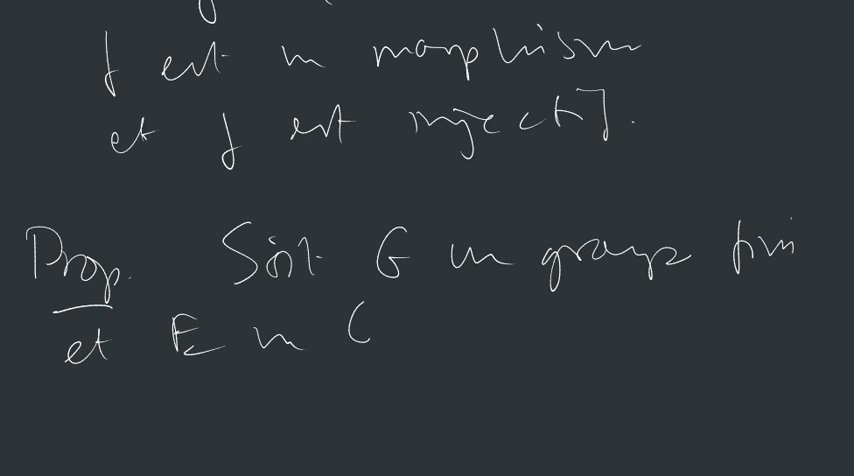 f est un morphisme
et f est injectif.
Prop. Soit G un groupe fini
et E un (